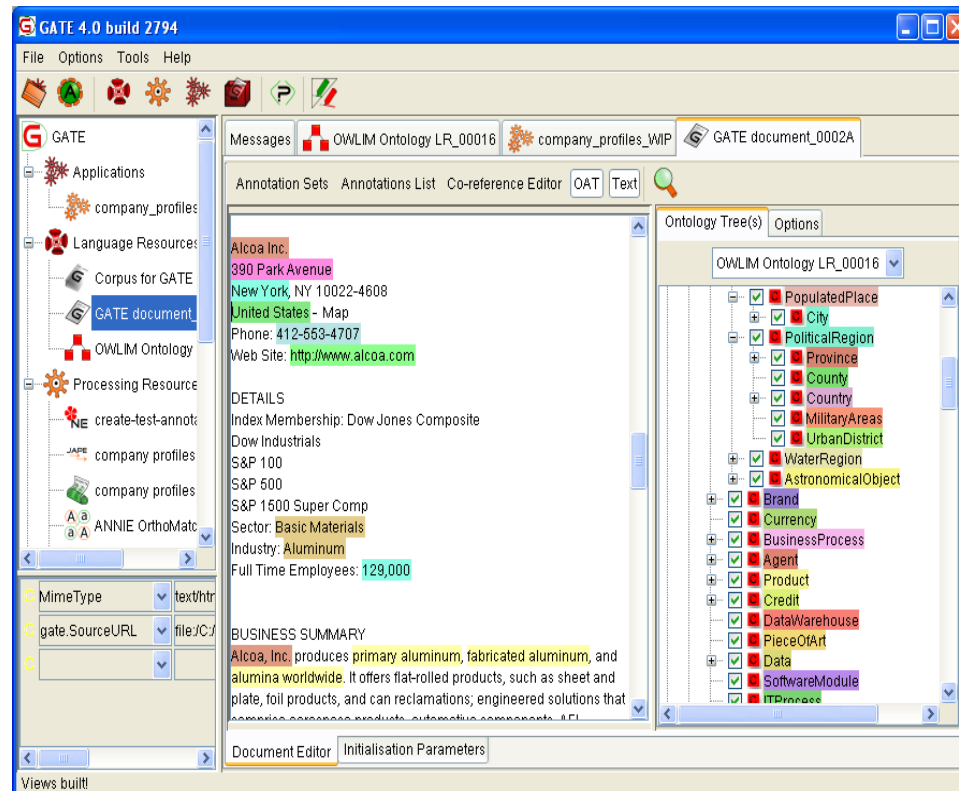 GATE 4.0 build 2794
File Options Tools Help
GATE
Applications
company_profiles
Language Resources
Corpus for GATE
GATE document_
OWLIM Ontology
Processing Resource
create-test-annota
company profiles
company profiles
ANNIE OrthoMatc
MimeType text/htr
gate.SourceURL file:/C:/
Messages OWLIM Ontology LR_00016 company_profiles_WIP GATE document_0002A
Annotation Sets Annotations List Co-reference Editor OAT Text
Alcoa Inc.
390 Park Avenue
New York, NY 10022-4608
United States - Map
Phone: 412-553-4707
Web Site: http://www.alcoa.com
DETAILS
Index Membership: Dow Jones Composite
Dow Industrials
S&P 100
S&P 500
S&P 1500 Super Comp
Sector: Basic Materials
Industry: Aluminum
Full Time Employees: 129,000
BUSINESS SUMMARY
Alcoa, Inc. produces primary aluminum, fabricated aluminum, and
alumina worldwide. It offers flat-rolled products, such as sheet and
plate, foil products, and can reclamations; engineered solutions that
comprise aerospace products, automotive components, AFL
Ontology Tree(s) Options
OWLIM Ontology LR_00016
PopulatedPlace
City
PoliticalRegion
Province
County
Country
MilitaryAreas
UrbanDistrict
WaterRegion
AstronomicalObject
Brand
Currency
BusinessProcess
Agent
Product
Credit
DataWarehouse
PieceOfArt
Data
SoftwareModule
ITProcess
Document Editor Initialisation Parameters
Views built!